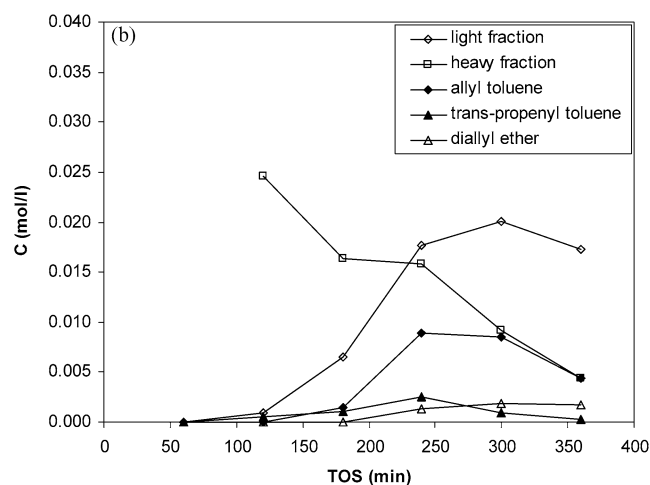 (b)
light fraction
heavy fraction
allyl toluene
trans-propenyl toluene
diallyl ether
0.040
0.035
0.030
0.025
0.020
0.015
0.010
0.005
0.000
C (mol/l)
0 50 100 150 200 250 300 350 400
TOS (min)